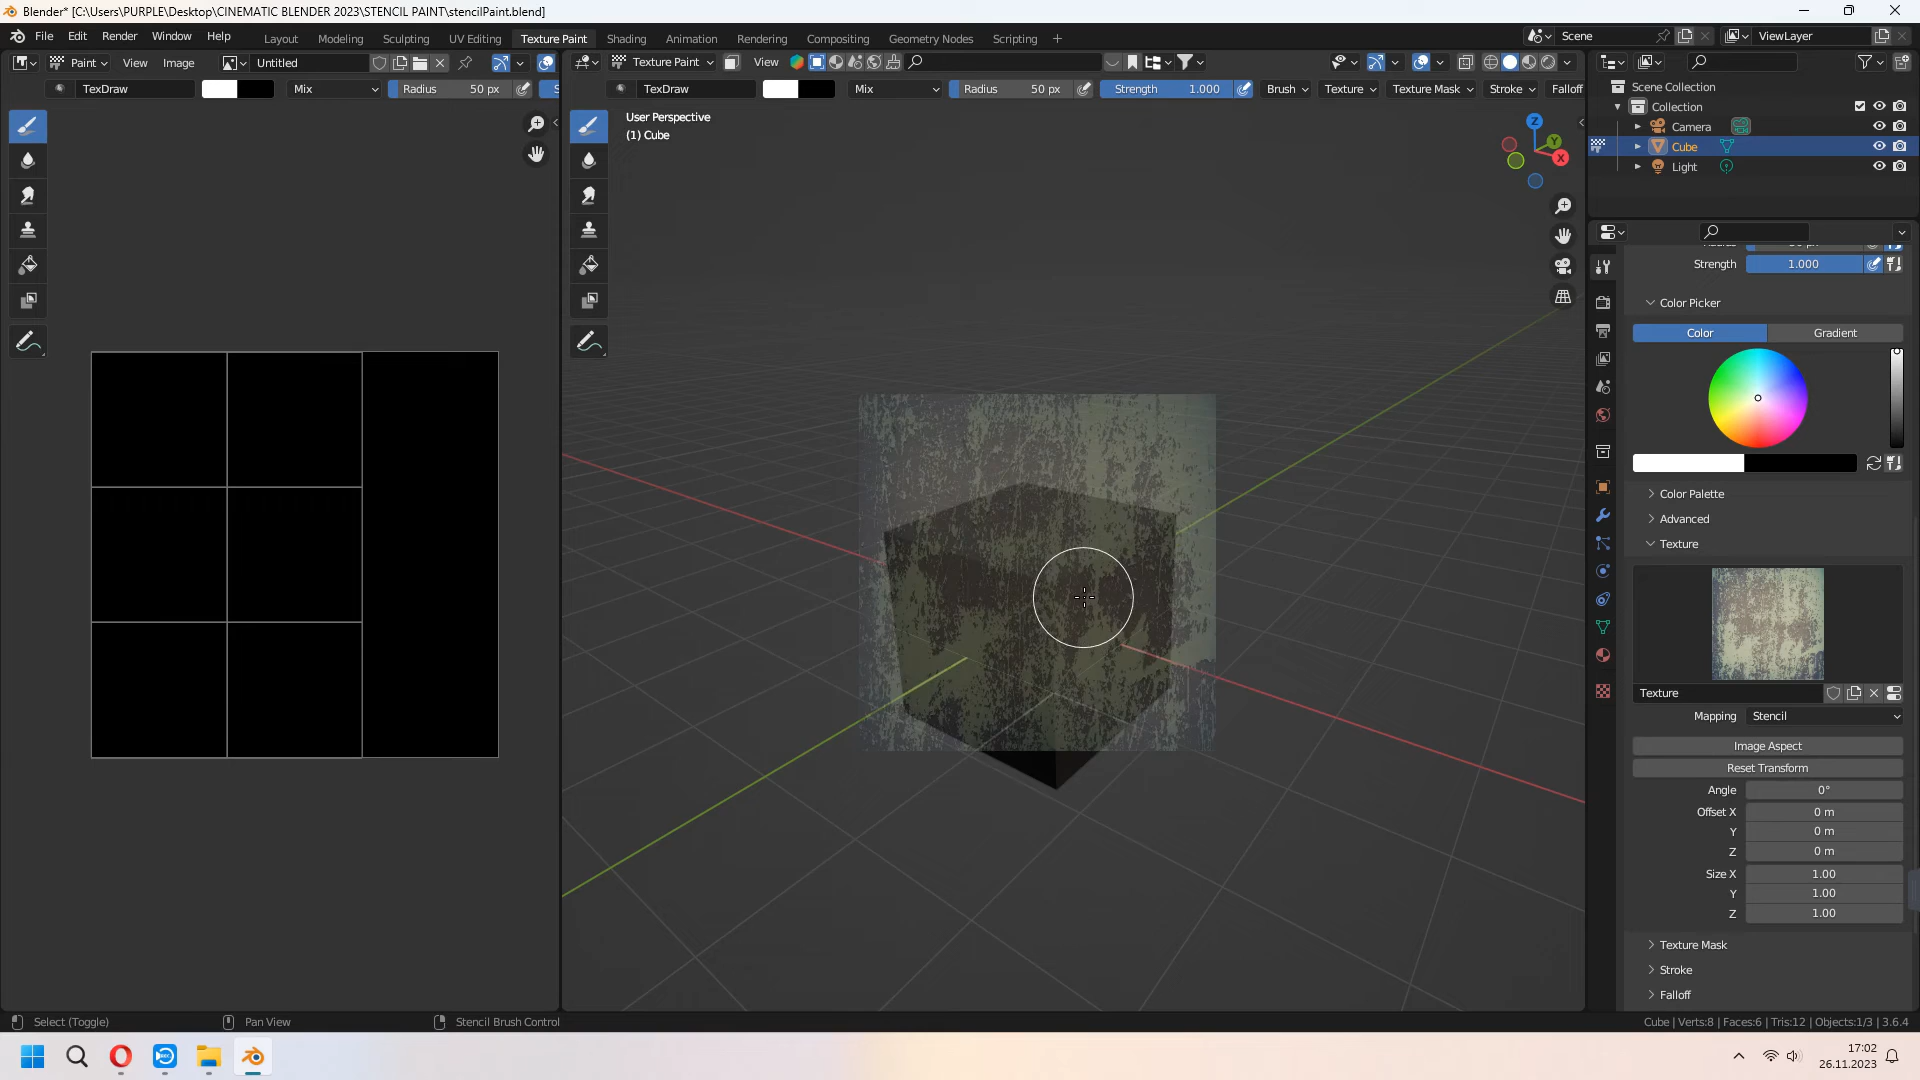 Blender* [C:\Users\PURPLE\Desktop\CINEMATIC BLENDER 2023\STENCIL PAINT\stencilPaint.blend]
File Edit Render Window Help Layout Modeling Sculpting UV Editing Texture Paint Shading Animation Rendering Compositing Geometry Nodes Scripting + Scene ViewLayer
Paint View Image Untitled Texture Paint View
TexDraw Mix Radius 50 px TexDraw Mix Radius 50 px Strength 1.000 Brush Texture Texture Mask Stroke Falloff
User Perspective
(1) Cube
Z
Y
X
Scene Collection
Collection
Camera
Cube
Light
Strength 1.000
Color Picker
Color Gradient
Color Palette
Advanced
Texture
Texture
Mapping Stencil
Image Aspect
Reset Transform
Angle 0°
Offset X 0 m
Y 0 m
Z 0 m
Size X 1.00
Y 1.00
Z 1.00
Texture Mask
Stroke
Falloff
Select (Toggle) Pan View Stencil Brush Control Cube | Verts:8 | Faces:6 | Tris:12 | Objects:1/3 | 3.6.4
17:02
26.11.2023